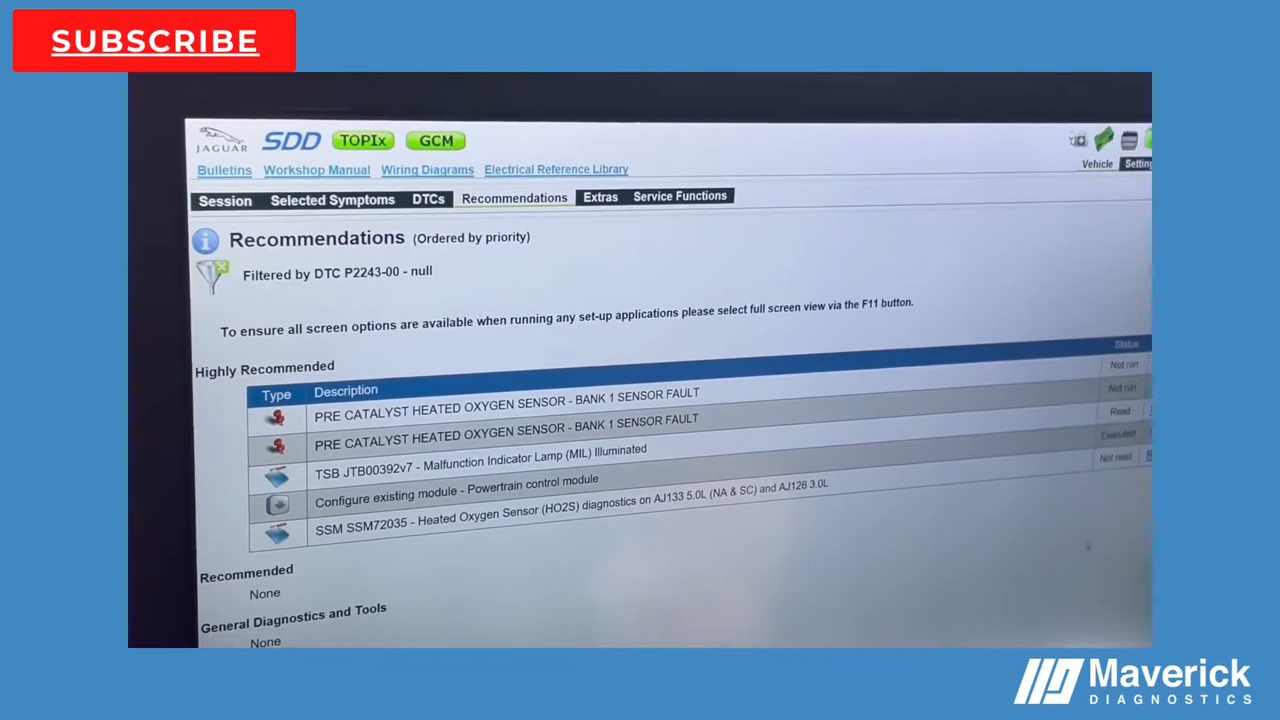 SUBSCRIBE
JAGUAR SDD TOPIx GCM
Vehicle Setting
Bulletins Workshop Manual Wiring Diagrams Electrical Reference Library
Session Selected Symptoms DTCs Recommendations Extras Service Functions
Recommendations (Ordered by priority)
Filtered by DTC P2243-00 - null
To ensure all screen options are available when running any set-up applications please select full screen view via the F11 button.
Highly Recommended
Type Description Status
PRE CATALYST HEATED OXYGEN SENSOR - BANK 1 SENSOR FAULT Not run
PRE CATALYST HEATED OXYGEN SENSOR - BANK 1 SENSOR FAULT Not run
TSB JTB00392v7 - Malfunction Indicator Lamp (MIL) Illuminated Read
Configure existing module - Powertrain control module Executed
SSM SSM72035 - Heated Oxygen Sensor (HO2S) diagnostics on AJ133 5.0L (NA & SC) and AJ126 3.0L Not read
Recommended
None
General Diagnostics and Tools
None
Maverick
DIAGNOSTICS